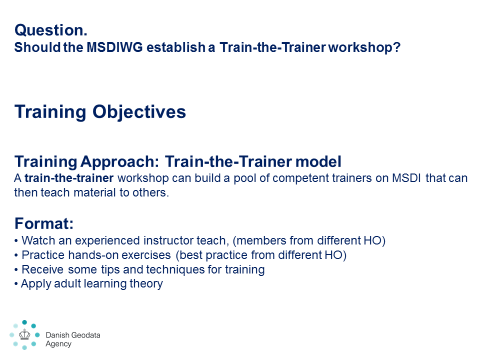 Question.
Should the MSDIWG establish a Train-the-Trainer workshop?
Training Objectives
Training Approach: Train-the-Trainer model
A train-the-trainer workshop can build a pool of competent trainers on MSDI that can
then teach material to others.
Format:
• Watch an experienced instructor teach, (members from different HO)
• Practice hands-on exercises (best practice from different HO)
• Receive some tips and techniques for training
• Apply adult learning theory
Danish Geodata
Agency